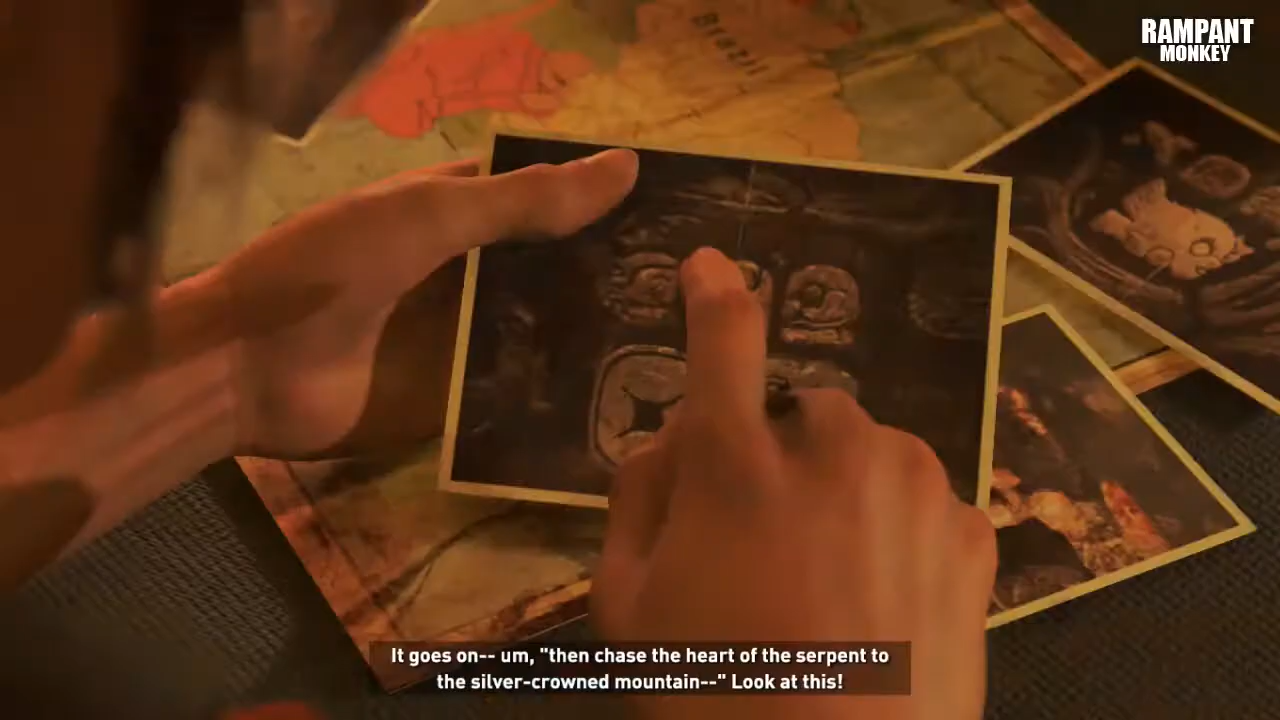 RAMPANT
MONKEY
Brazil
It goes on-- um, "then chase the heart of the serpent to
the silver-crowned mountain--" Look at this!